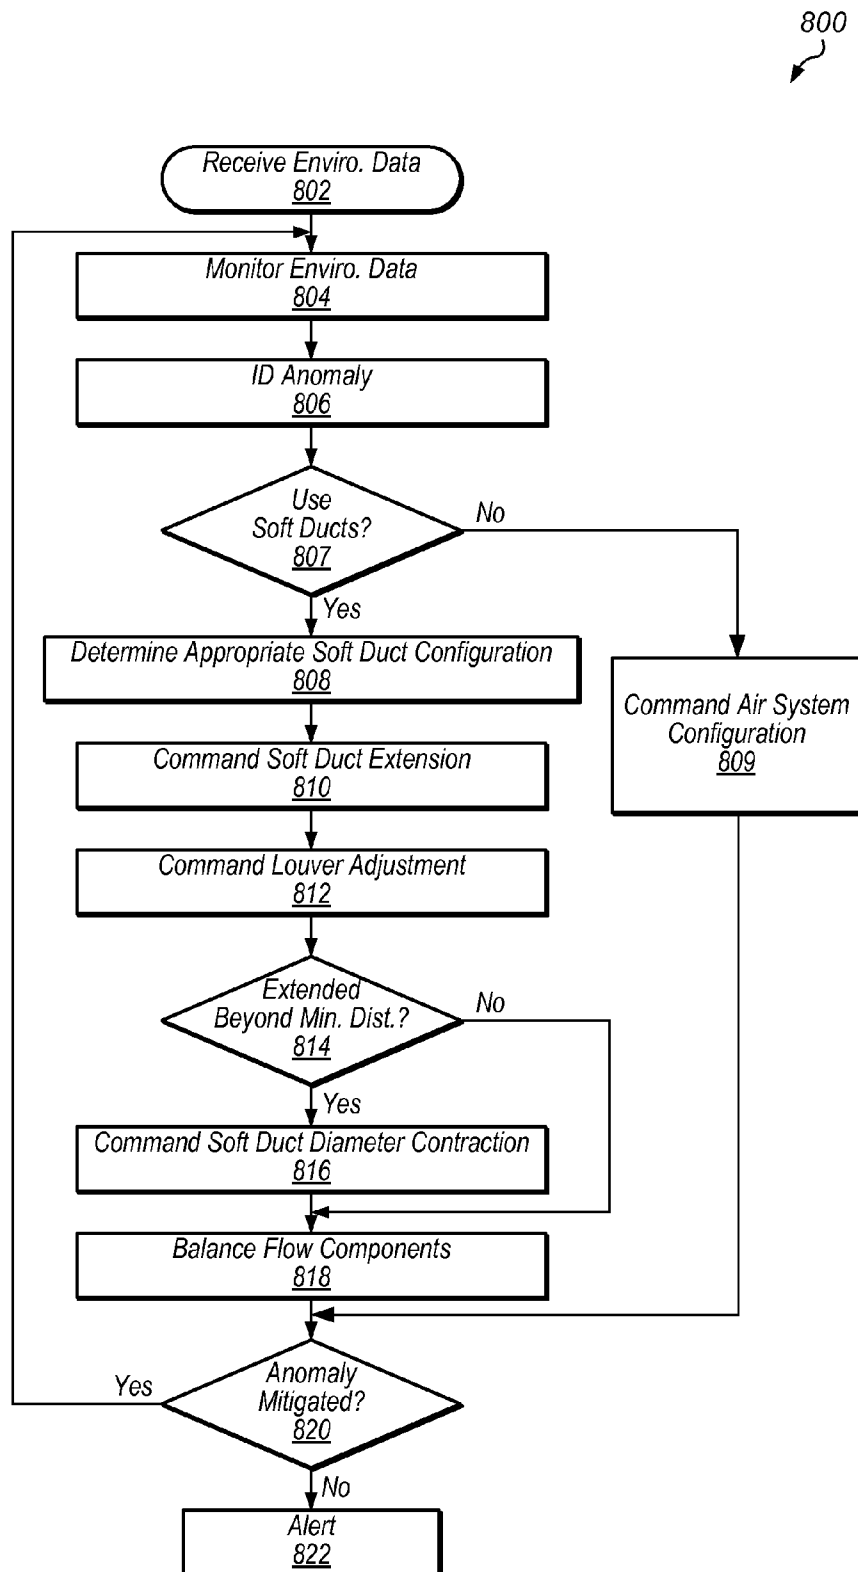 800
Receive Enviro. Data
802
Monitor Enviro. Data
804
ID Anomaly
806
Use
Soft Ducts?
807
No
Yes
Determine Appropriate Soft Duct Configuration
808
Command Air System
Configuration
809
Command Soft Duct Extension
810
Command Louver Adjustment
812
Extended
Beyond Min. Dist.?
814
No
Yes
Command Soft Duct Diameter Contraction
816
Balance Flow Components
818
Anomaly
Mitigated?
820
Yes
No
Alert
822